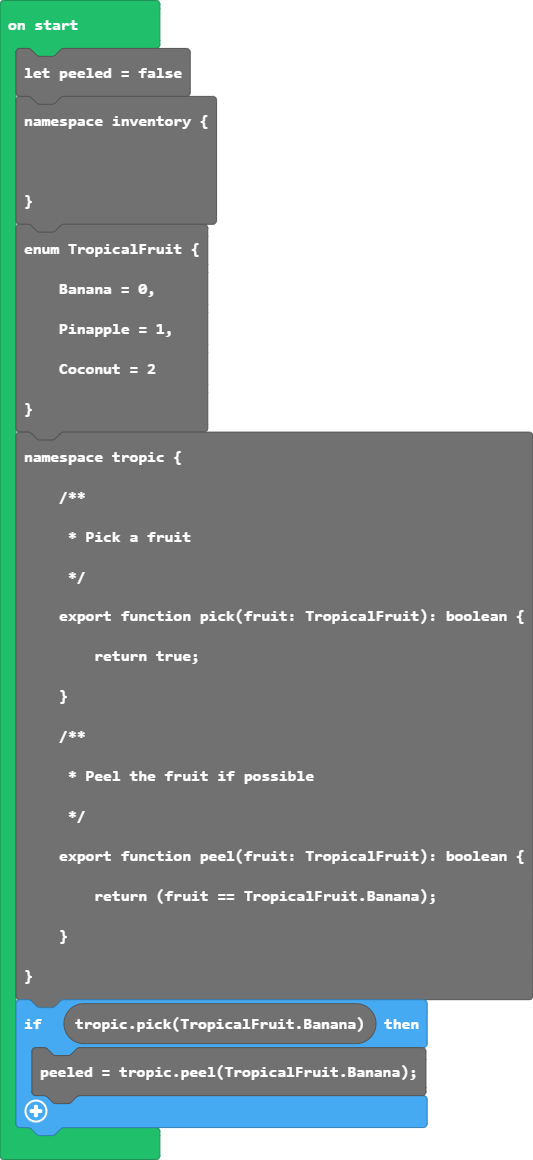 on start
let peeled = false
namespace inventory {
}
enum TropicalFruit {
Banana = 0,
Pinapple = 1,
Coconut = 2
}
namespace tropic {
/**
* Pick a fruit
*/
export function pick(fruit: TropicalFruit): boolean {
return true;
}
/**
* Peel the fruit if possible
*/
export function peel(fruit: TropicalFruit): boolean {
return (fruit == TropicalFruit.Banana);
}
}
if tropic.pick(TropicalFruit.Banana) then
peeled = tropic.peel(TropicalFruit.Banana);